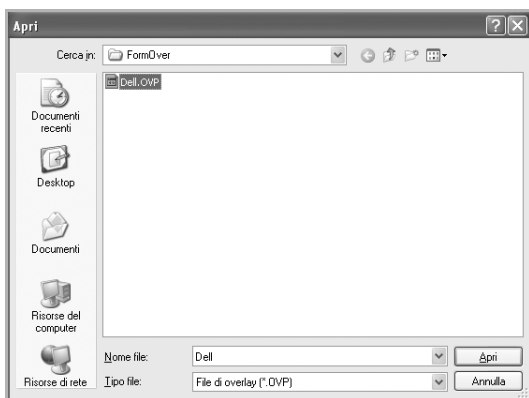 Apri
Cerca in: FormOver
Dell.OVP
Documenti
recenti
Desktop
Documenti
Risorse del
computer
Risorse di rete
Nome file: Dell Apri
Tipo file: File di overlay (*.OVP) Annulla